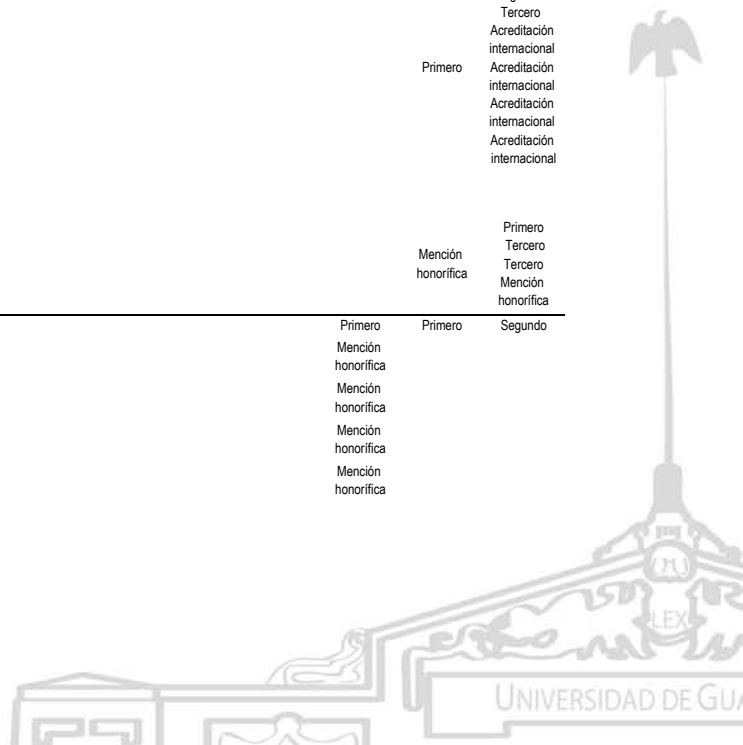 Tercero
Acreditación
internacional
Primero Acreditación
internacional
Acreditación
internacional
Acreditación
internacional
Primero
Tercero
Mención
honorífica
Tercero
Mención
honorífica
Primero Primero Segundo
Mención
honorífica
Mención
honorífica
Mención
honorífica
Mención
honorífica
LEX
UNIVERSIDAD DE GUA